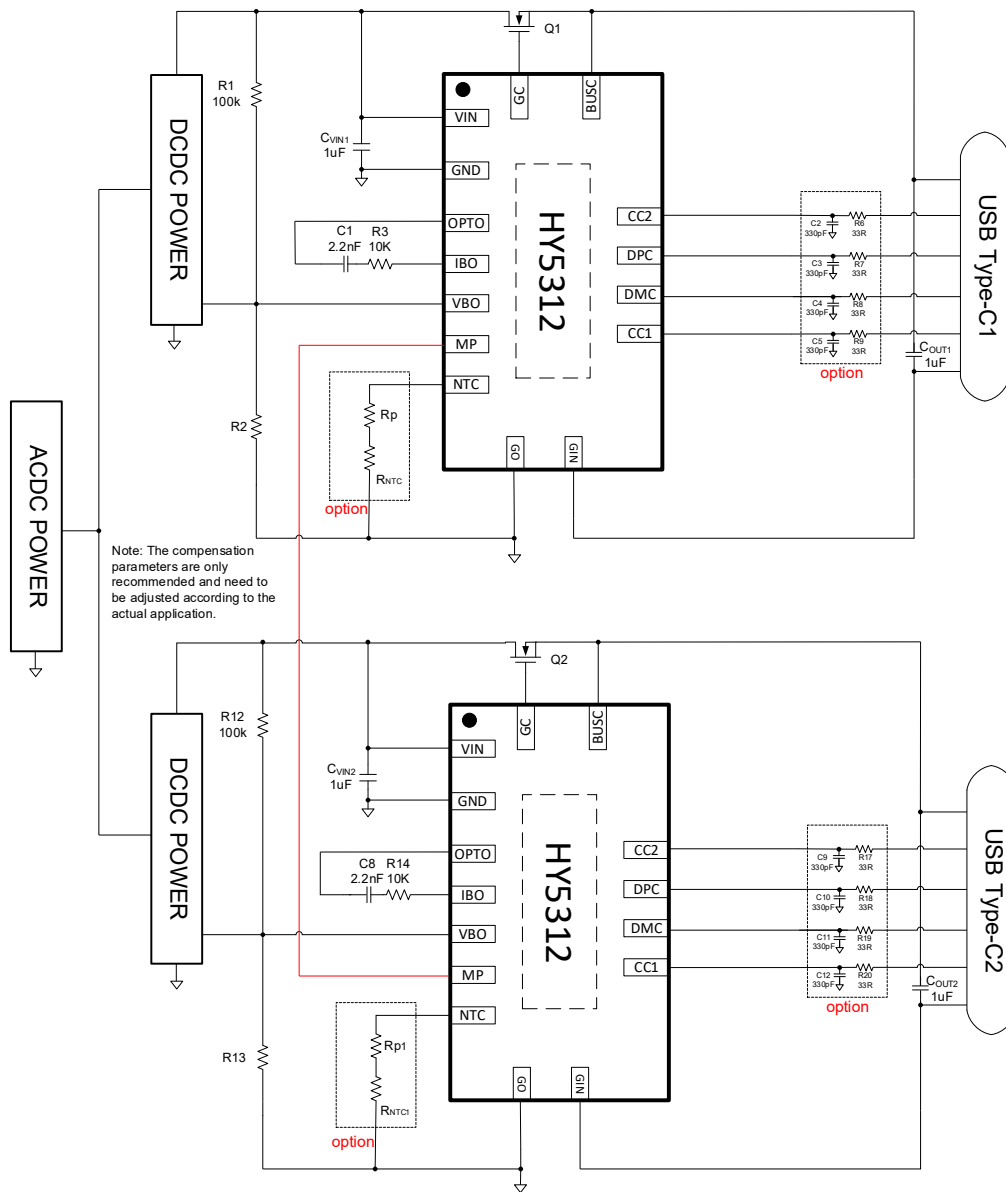 Q1
R1
100k
DCDC POWER
GC
BUSC
VIN
CVIN1
1uF
GND
HY5312
OPTO
C1
2.2nF
R3
10K
IBO
VBO
MP
NTC
CC2
DPC
DMC
CC1
C2
330pF
R6
33R
C3
330pF
R7
33R
C4
330pF
R8
33R
C5
330pF
R9
33R
option
COUT1
1uF
USB Type-C1
R2
Rp
RNTC
option
GO
GIN
ACDC POWER
Note: The compensation
parameters are only
recommended and need to
be adjusted according to the
actual application.
Q2
R12
100k
DCDC POWER
GC
BUSC
VIN
CVIN2
1uF
GND
HY5312
OPTO
C8
2.2nF
R14
10K
IBO
VBO
MP
NTC
CC2
DPC
DMC
CC1
C9
330pF
R17
33R
C10
330pF
R18
33R
C11
330pF
R19
33R
C12
330pF
R20
33R
option
COUT2
1uF
USB Type-C2
R13
Rp1
RNTC1
option
GO
GIN